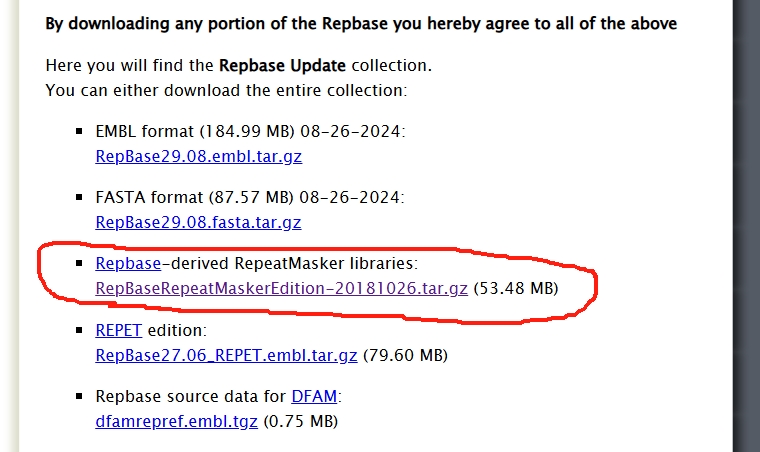 By downloading any portion of the Repbase you hereby agree to all of the above
Here you will find the Repbase Update collection.
You can either download the entire collection:
EMBL format (184.99 MB) 08-26-2024:
RepBase29.08.embl.tar.gz
FASTA format (87.57 MB) 08-26-2024:
RepBase29.08.fasta.tar.gz
Repbase-derived RepeatMasker libraries:
RepBaseRepeatMaskerEdition-20181026.tar.gz (53.48 MB)
REPET edition:
RepBase27.06_REPET.embl.tar.gz (79.60 MB)
Repbase source data for DFAM:
dfamrepref.embl.tgz (0.75 MB)